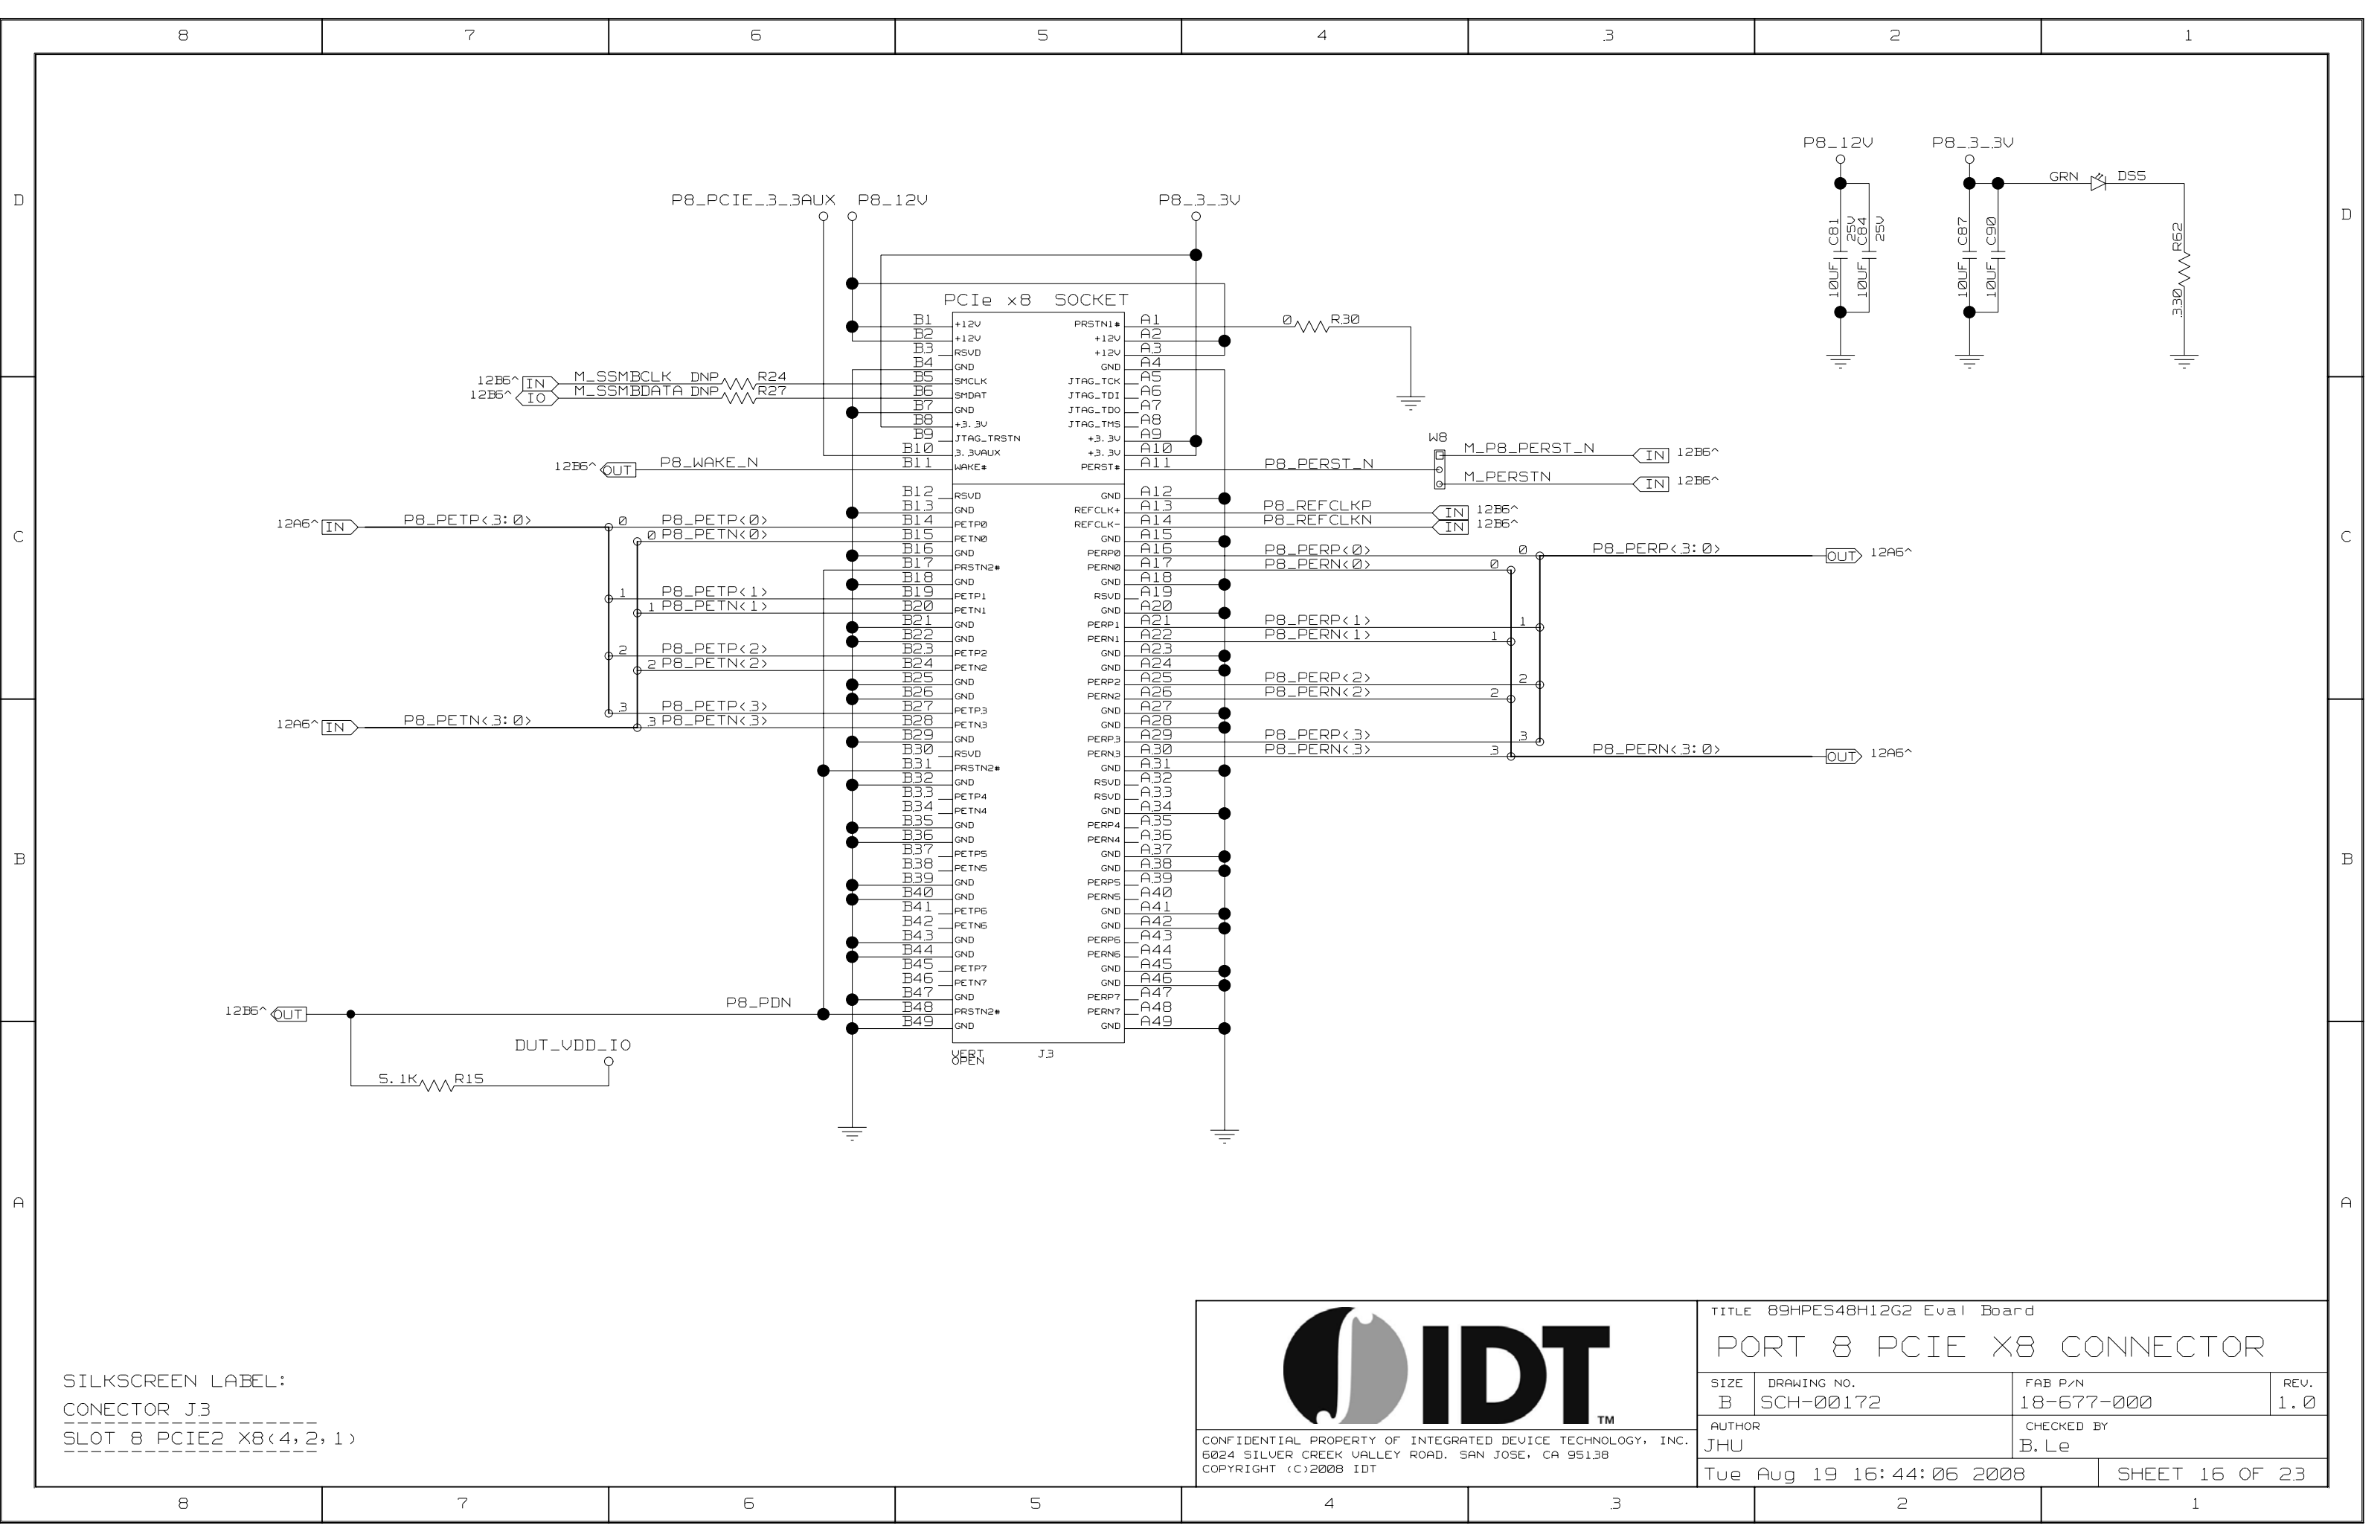 8 7 6 5 4 3 2 1
D
C
B
A
D
C
B
A
P8_12V P8_3_3V
GRN DS5
10UF C81 25V
10UF C84 25V
10UF C87
10UF C90
330 R62
P8_PCIE_3_3AUX P8_12V P8_3_3V
PCIe x8 SOCKET
B1 +12V PRSTN1# A1
B2 +12V +12V A2
B3 RSVD +12V A3
B4 GND GND A4
B5 SMCLK JTAG_TCK A5
B6 SMDAT JTAG_TDI A6
B7 GND JTAG_TDO A7
B8 +3.3V JTAG_TMS A8
B9 JTAG_TRSTN +3.3V A9
B10 3.3VAUX +3.3V A10
B11 WAKE# PERST# A11
B12 RSVD GND A12
B13 GND REFCLK+ A13
B14 PETP0 REFCLK- A14
B15 PETN0 GND A15
B16 GND PERP0 A16
B17 PRSTN2# PERN0 A17
B18 GND GND A18
B19 PETP1 RSVD A19
B20 PETN1 GND A20
B21 GND PERP1 A21
B22 GND PERN1 A22
B23 PETP2 GND A23
B24 PETN2 GND A24
B25 GND PERP2 A25
B26 GND PERN2 A26
B27 PETP3 GND A27
B28 PETN3 GND A28
B29 GND PERP3 A29
B30 RSVD PERN3 A30
B31 PRSTN2# GND A31
B32 GND RSVD A32
B33 PETP4 RSVD A33
B34 PETN4 GND A34
B35 GND PERP4 A35
B36 GND PERN4 A36
B37 PETP5 GND A37
B38 PETN5 GND A38
B39 GND PERP5 A39
B40 GND PERN5 A40
B41 PETP6 GND A41
B42 PETN6 GND A42
B43 GND PERP6 A43
B44 GND PERN6 A44
B45 PETP7 GND A45
B46 PETN7 GND A46
B47 GND PERP7 A47
B48 PRSTN2# PERN7 A48
B49 GND GND A49
VERT J3
OPEN
12B6^ IN M_SSMBCLK DNP R24
12B6^ IO M_SSMBDATA DNP R27
12B6^ OUT P8_WAKE_N
12A6^ IN P8_PETP<3:0> 0 P8_PETP<0>
0 P8_PETN<0>
1 P8_PETP<1>
1 P8_PETN<1>
2 P8_PETP<2>
2 P8_PETN<2>
3 P8_PETP<3>
12A6^ IN P8_PETN<3:0> 3 P8_PETN<3>
12B6^ OUT P8_PDN
DUT_VDD_IO
5.1K R15
0 R30
W8
M_P8_PERST_N IN 12B6^
P8_PERST_N
M_PERSTN IN 12B6^
P8_REFCLKP IN 12B6^
P8_REFCLKN IN 12B6^
P8_PERP<0> 0 P8_PERP<3:0> OUT 12A6^
P8_PERN<0> 0
P8_PERP<1> 1
P8_PERN<1> 1
P8_PERP<2> 2
P8_PERN<2> 2
P8_PERP<3> 3
P8_PERN<3> 3 P8_PERN<3:0> OUT 12A6^
SILKSCREEN LABEL:
CONECTOR J3
SLOT 8 PCIE2 X8(4,2,1)
IDT TM
CONFIDENTIAL PROPERTY OF INTEGRATED DEVICE TECHNOLOGY, INC.
6024 SILVER CREEK VALLEY ROAD. SAN JOSE, CA 95138
COPYRIGHT (C)2008 IDT
TITLE 89HPES48H12G2 Eval Board
PORT 8 PCIE X8 CONNECTOR
SIZE DRAWING NO. FAB P/N REV.
B SCH-00172 18-677-000 1.0
AUTHOR CHECKED BY
JHU B.Le
Tue Aug 19 16:44:06 2008 SHEET 16 OF 23
8 7 6 5 4 3 2 1